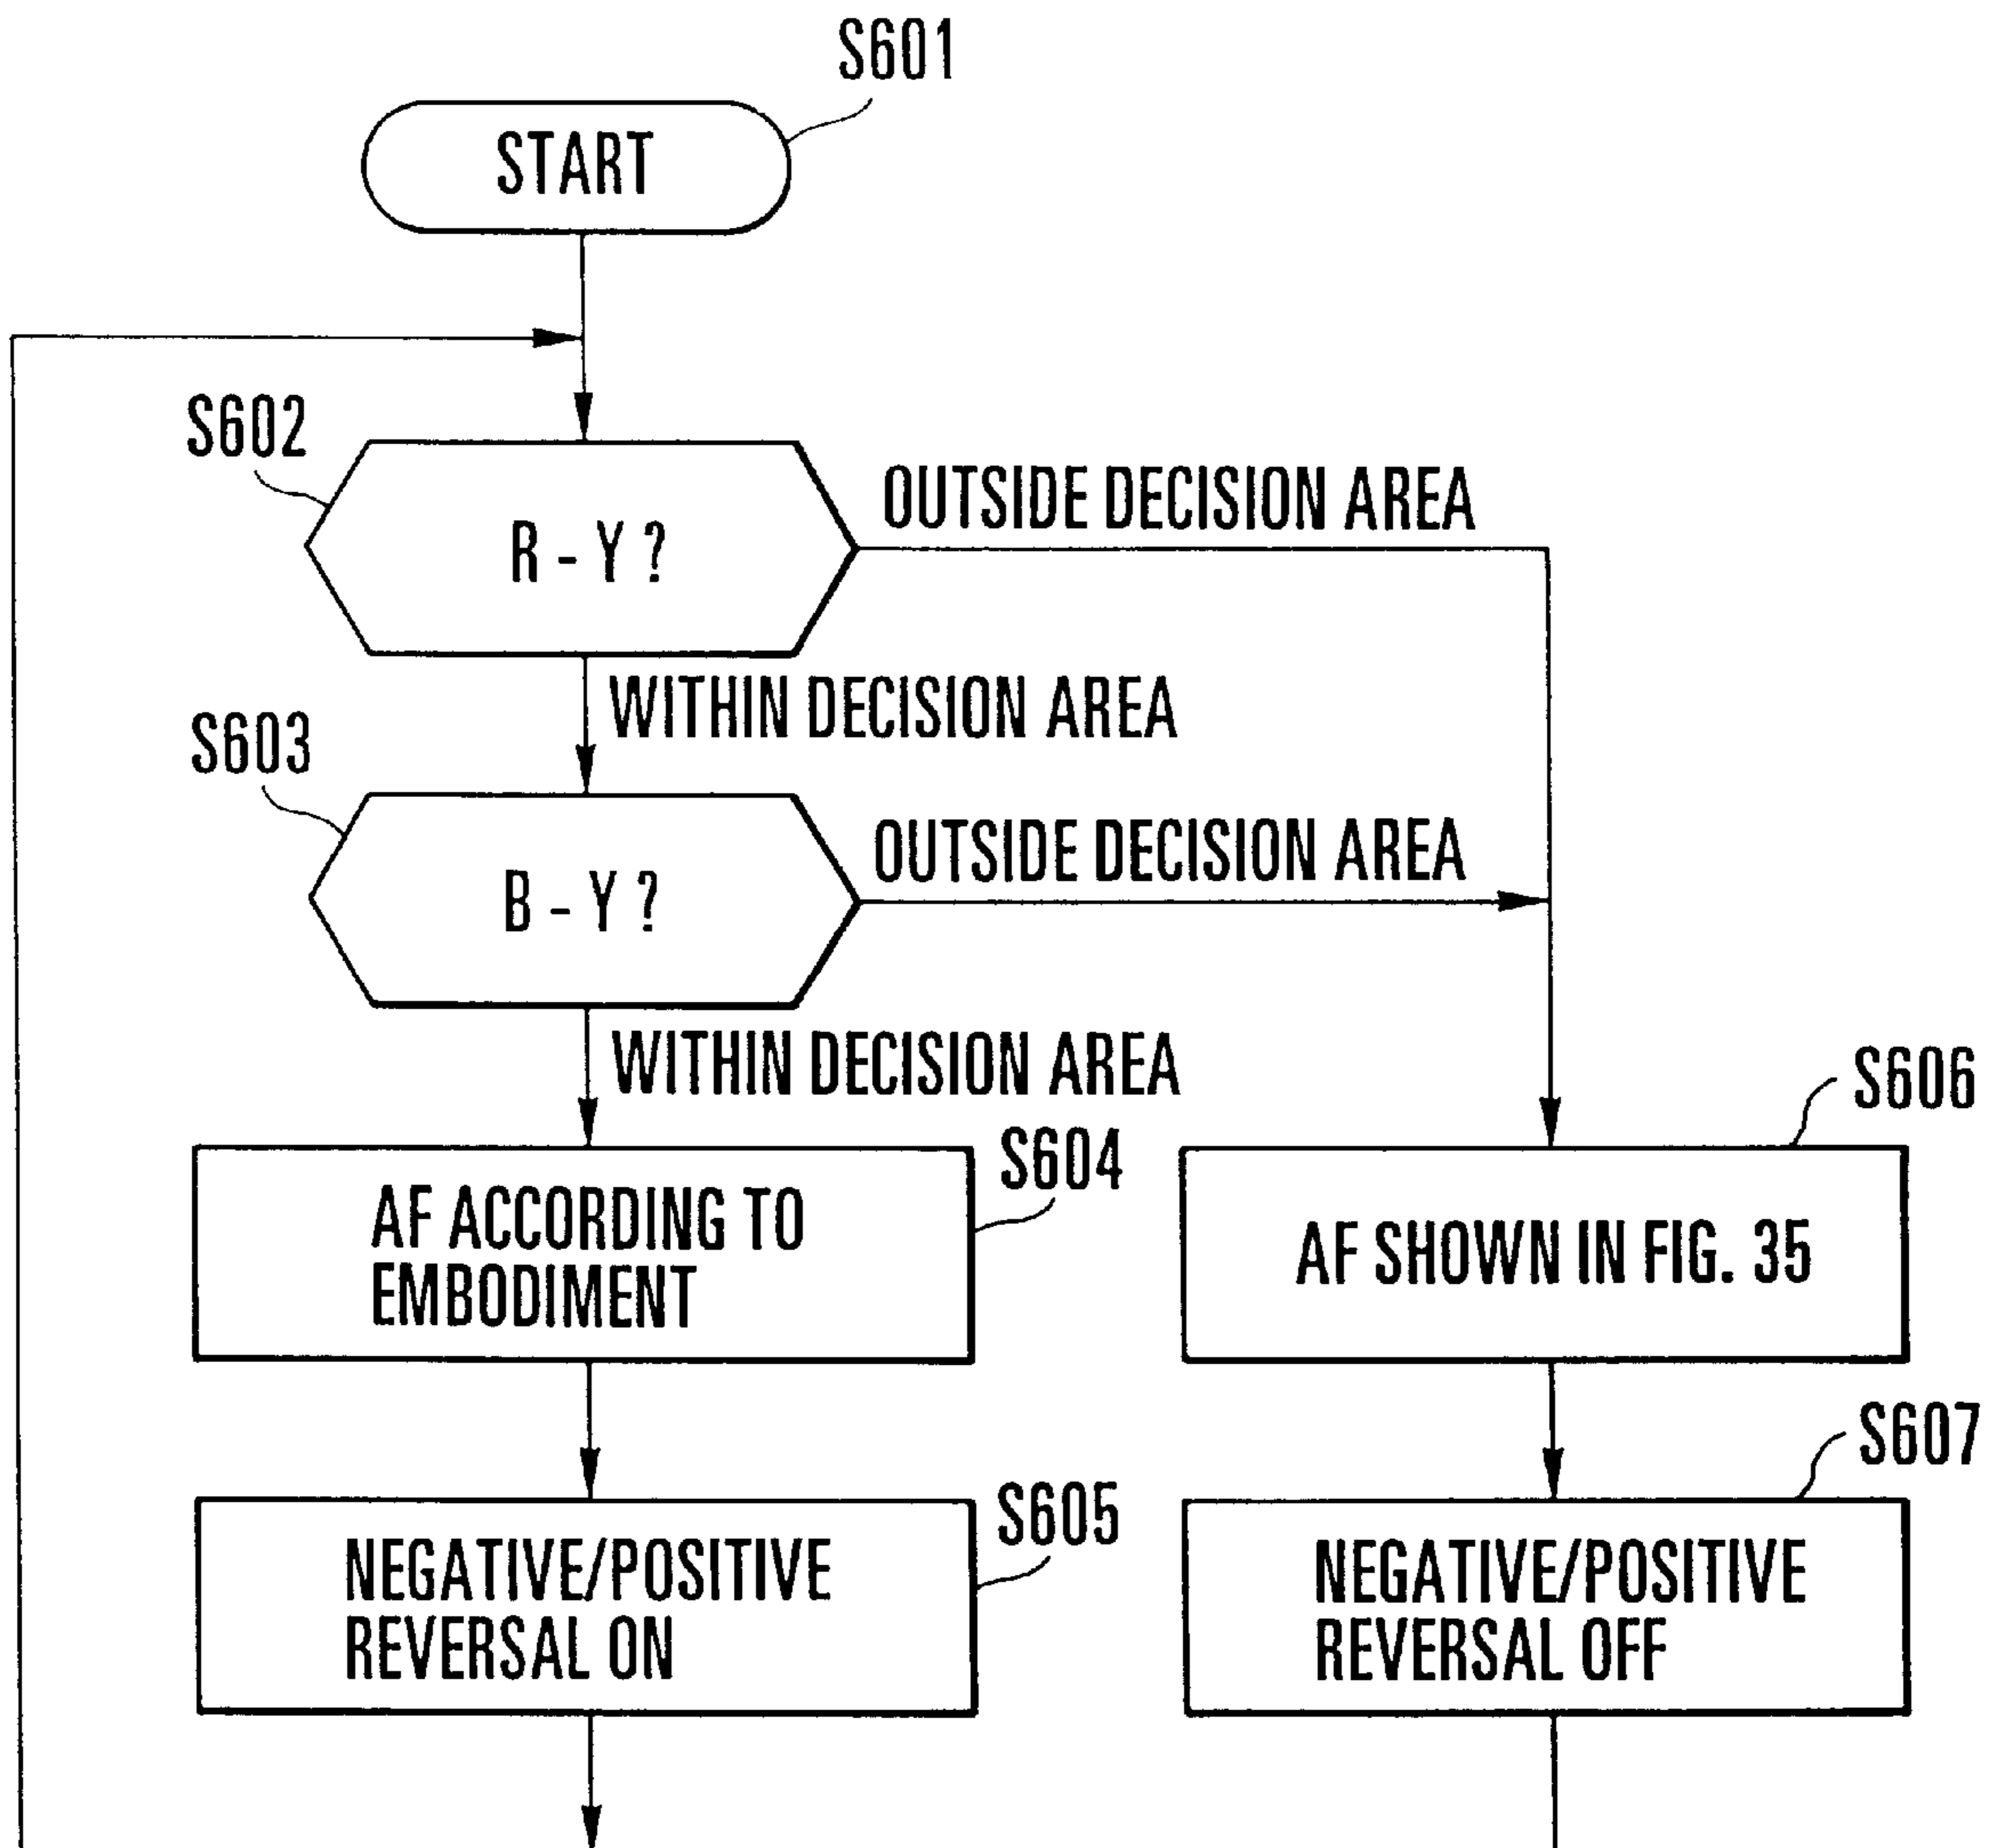 S601
START
S602
R - Y ?
OUTSIDE DECISION AREA
WITHIN DECISION AREA
S603
B - Y ?
OUTSIDE DECISION AREA
WITHIN DECISION AREA
S604
AF ACCORDING TO
EMBODIMENT
S606
AF SHOWN IN FIG. 35
S605
NEGATIVE/POSITIVE
REVERSAL ON
S607
NEGATIVE/POSITIVE
REVERSAL OFF